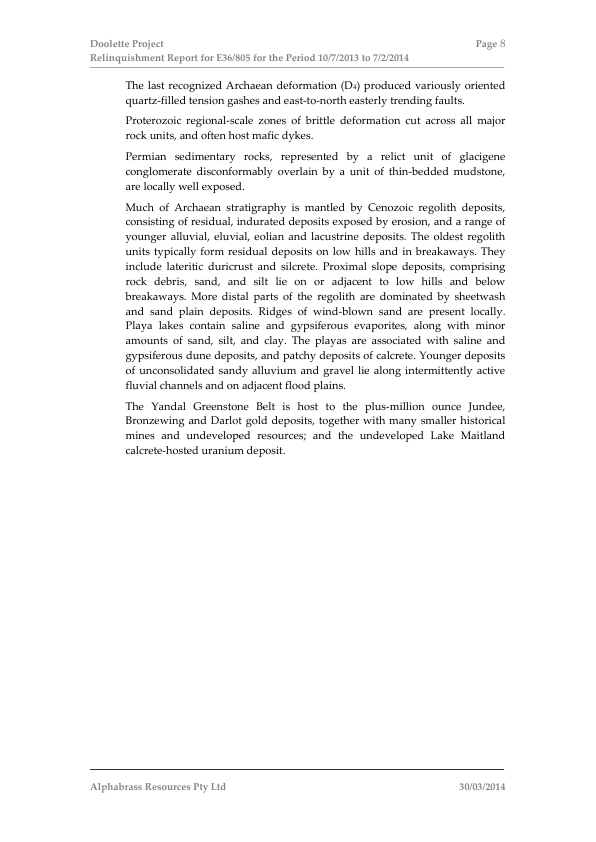 Doolette Project Page 8
Relinquishment Report for E36/805 for the Period 10/7/2013 to 7/2/2014
The last recognized Archaean deformation (D4) produced variously oriented
quartz-filled tension gashes and east-to-north easterly trending faults.
Proterozoic regional-scale zones of brittle deformation cut across all major
rock units, and often host mafic dykes.
Permian sedimentary rocks, represented by a relict unit of glacigene
conglomerate disconformably overlain by a unit of thin-bedded mudstone,
are locally well exposed.
Much of Archaean stratigraphy is mantled by Cenozoic regolith deposits,
consisting of residual, indurated deposits exposed by erosion, and a range of
younger alluvial, eluvial, eolian and lacustrine deposits. The oldest regolith
units typically form residual deposits on low hills and in breakaways. They
include lateritic duricrust and silcrete. Proximal slope deposits, comprising
rock debris, sand, and silt lie on or adjacent to low hills and below
breakaways. More distal parts of the regolith are dominated by sheetwash
and sand plain deposits. Ridges of wind-blown sand are present locally.
Playa lakes contain saline and gypsiferous evaporites, along with minor
amounts of sand, silt, and clay. The playas are associated with saline and
gypsiferous dune deposits, and patchy deposits of calcrete. Younger deposits
of unconsolidated sandy alluvium and gravel lie along intermittently active
fluvial channels and on adjacent flood plains.
The Yandal Greenstone Belt is host to the plus-million ounce Jundee,
Bronzewing and Darlot gold deposits, together with many smaller historical
mines and undeveloped resources; and the undeveloped Lake Maitland
calcrete-hosted uranium deposit.
Alphabrass Resources Pty Ltd 30/03/2014